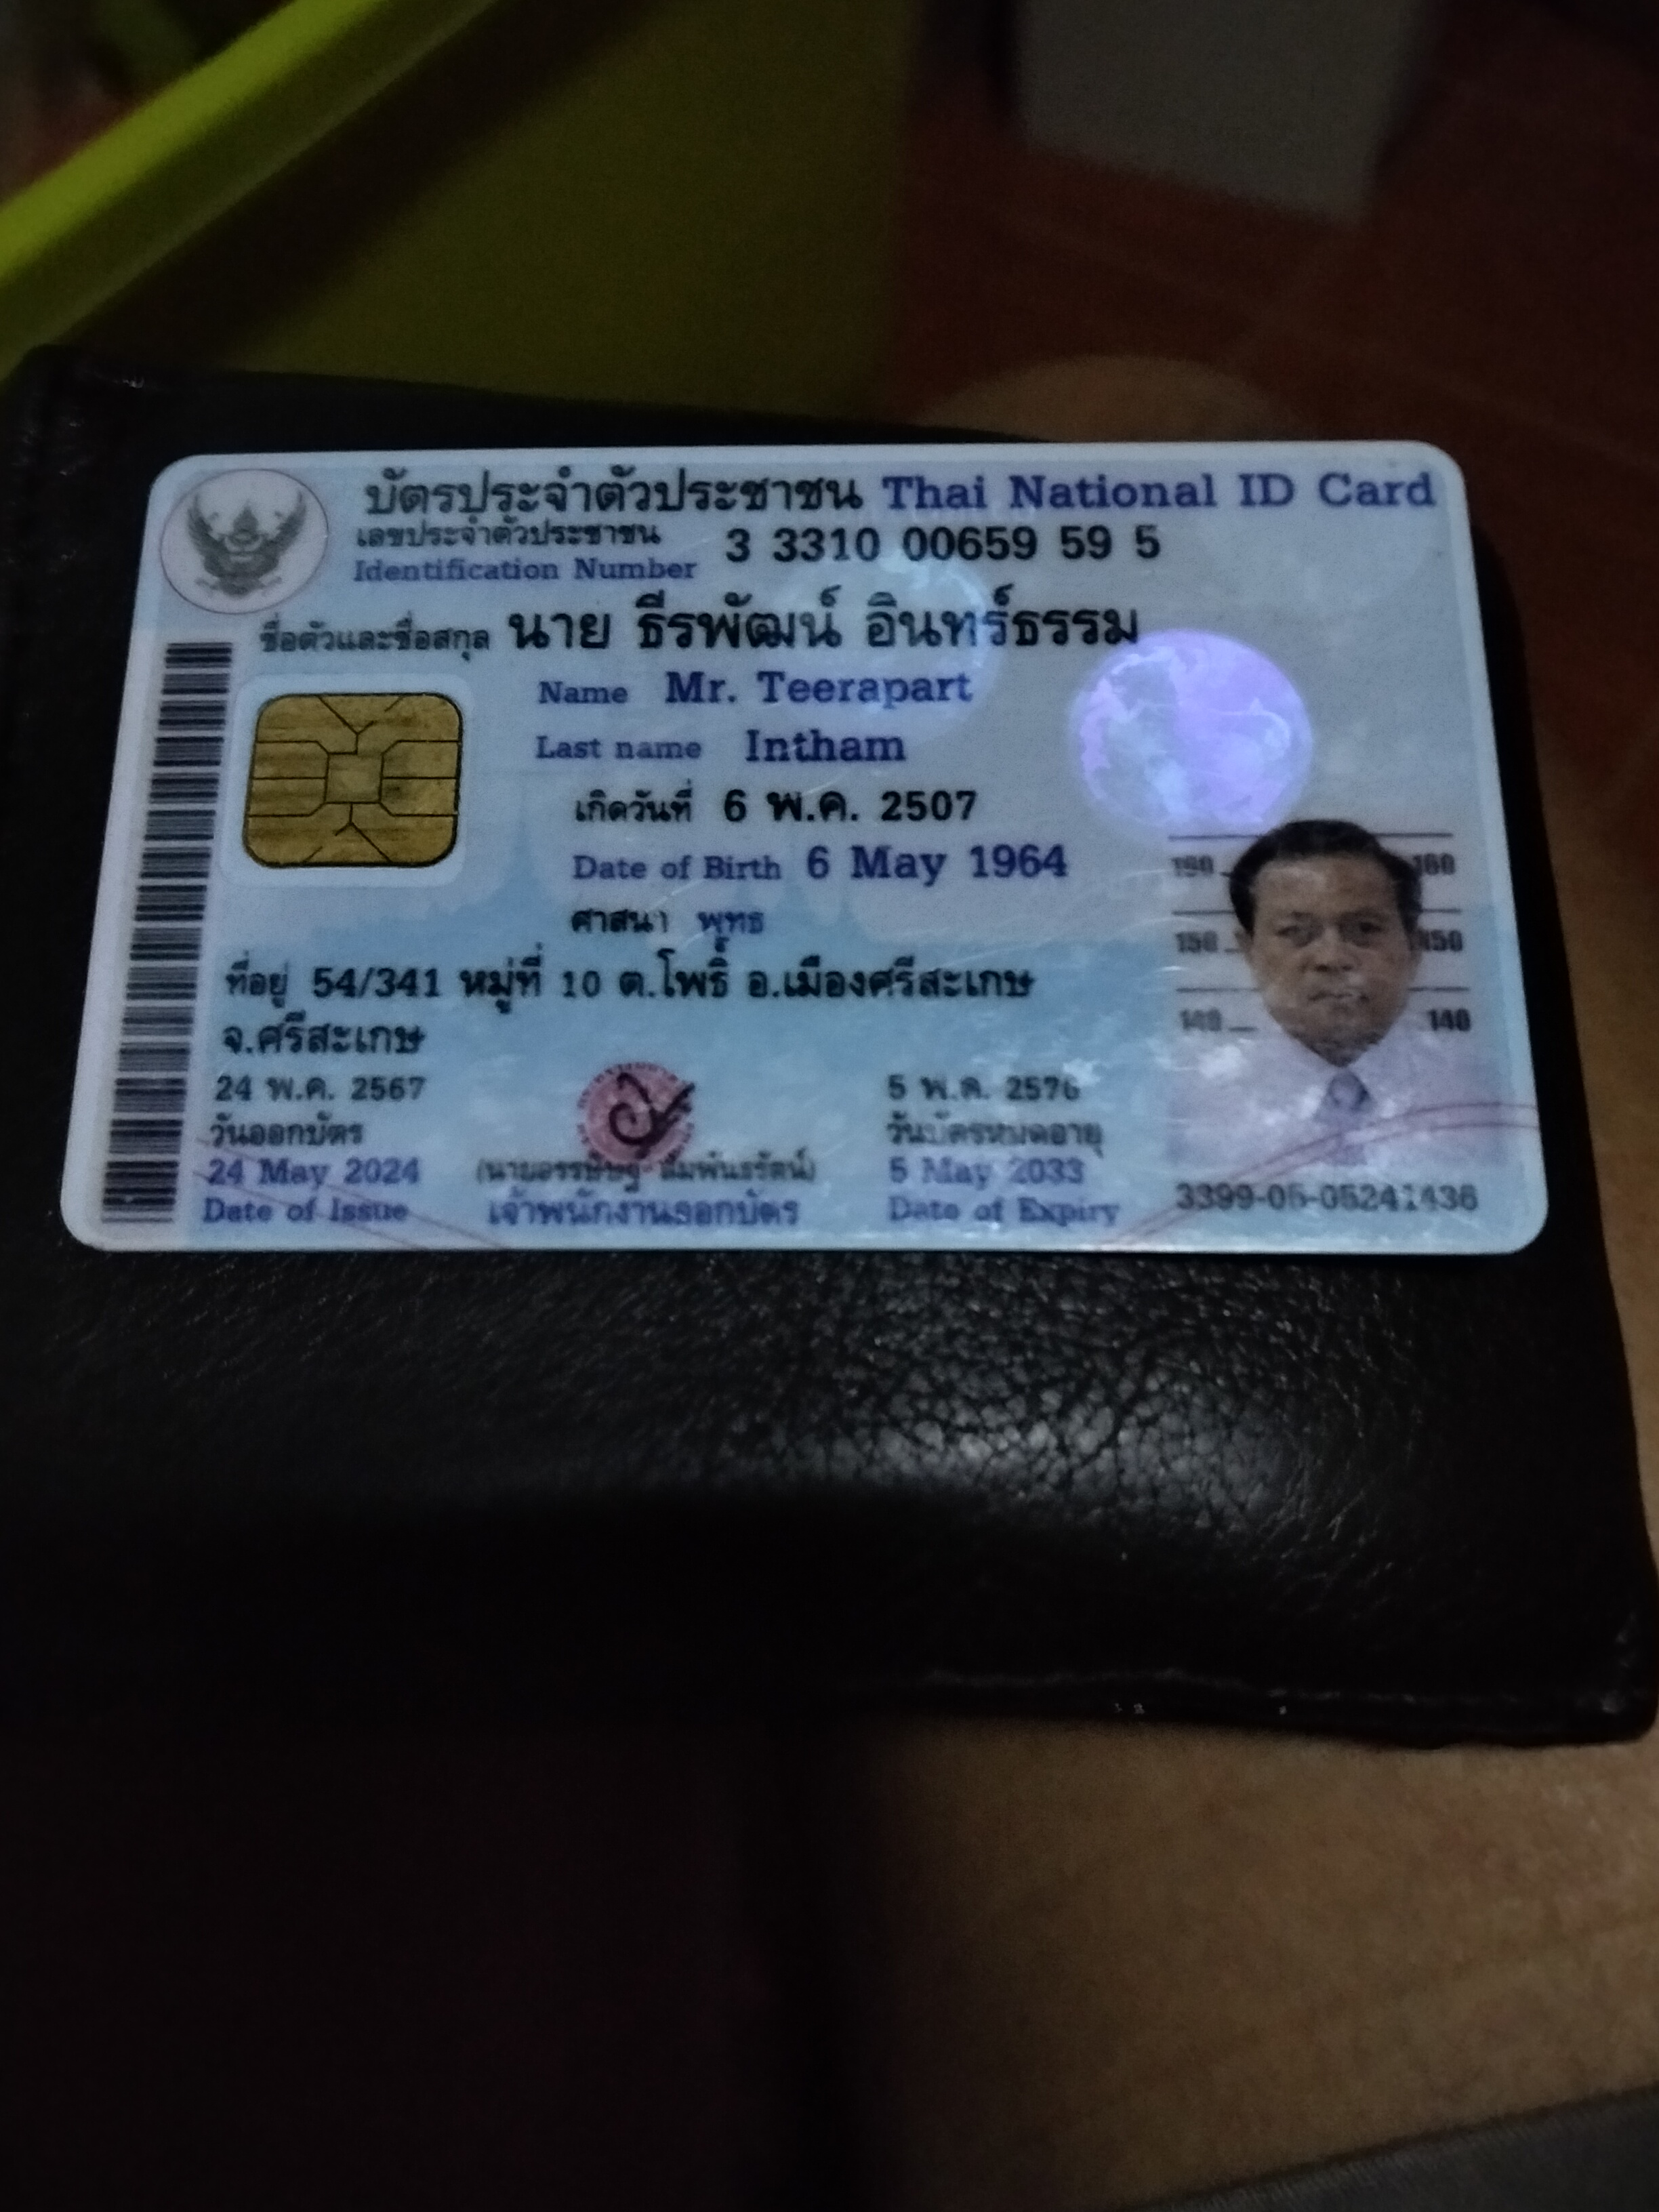 บัตรประจำตัวประชาชน Thai National ID Card
เลขประจำตัวประชาชน
Identification Number 3 3310 00659 59 5
ชื่อตัวและชื่อสกุล นาย ธีรพัฒน์ อินทร์ธรรม
Name Mr. Teerapart
Last name Intham
เกิดวันที่ 6 พ.ค. 2507
Date of Birth 6 May 1964
ศาสนา พุทธ
ที่อยู่ 54/341 หมู่ที่ 10 ต.โพธิ์ อ.เมืองศรีสะเกษ
จ.ศรีสะเกษ
24 พ.ค. 2567
วันออกบัตร
24 May 2024
Date of Issue
เจ้าพนักงานออกบัตร
5 พ.ค. 2576
วันบัตรหมดอายุ
5 May 2033
Date of Expiry
160 160
150 150
140 140
3399-05-05241436